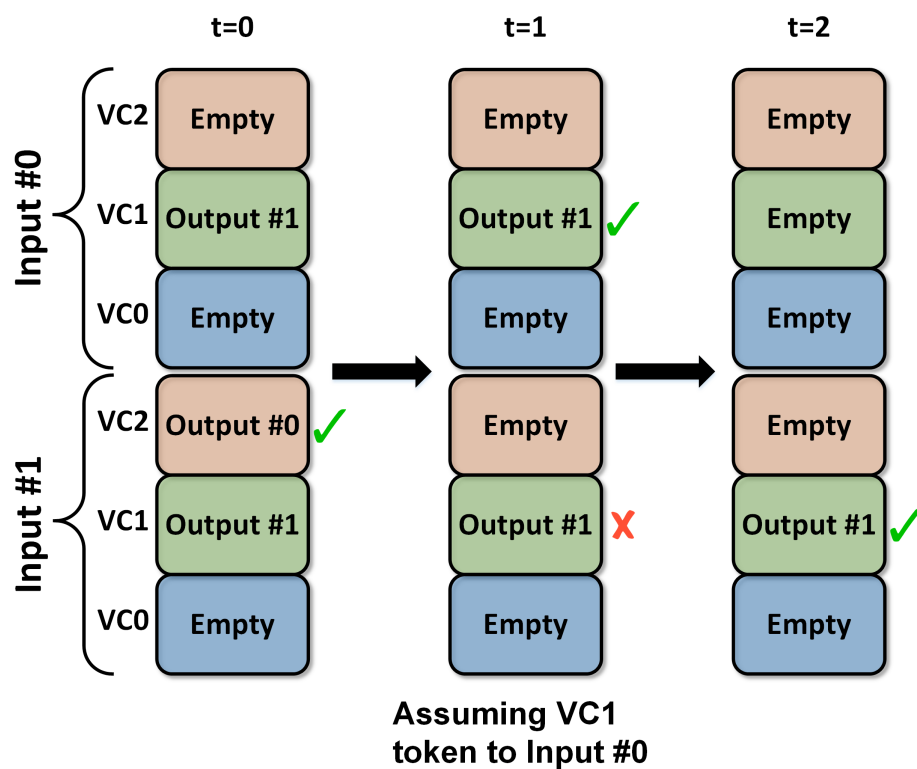 t=0 t=1 t=2
Input #0
VC2 Empty Empty Empty
VC1 Output #1 Output #1 ✓ Empty
VC0 Empty Empty Empty
Input #1
VC2 Output #0 ✓ Empty Empty
VC1 Output #1 Output #1 X Output #1 ✓
VC0 Empty Empty Empty
Assuming VC1
token to Input #0